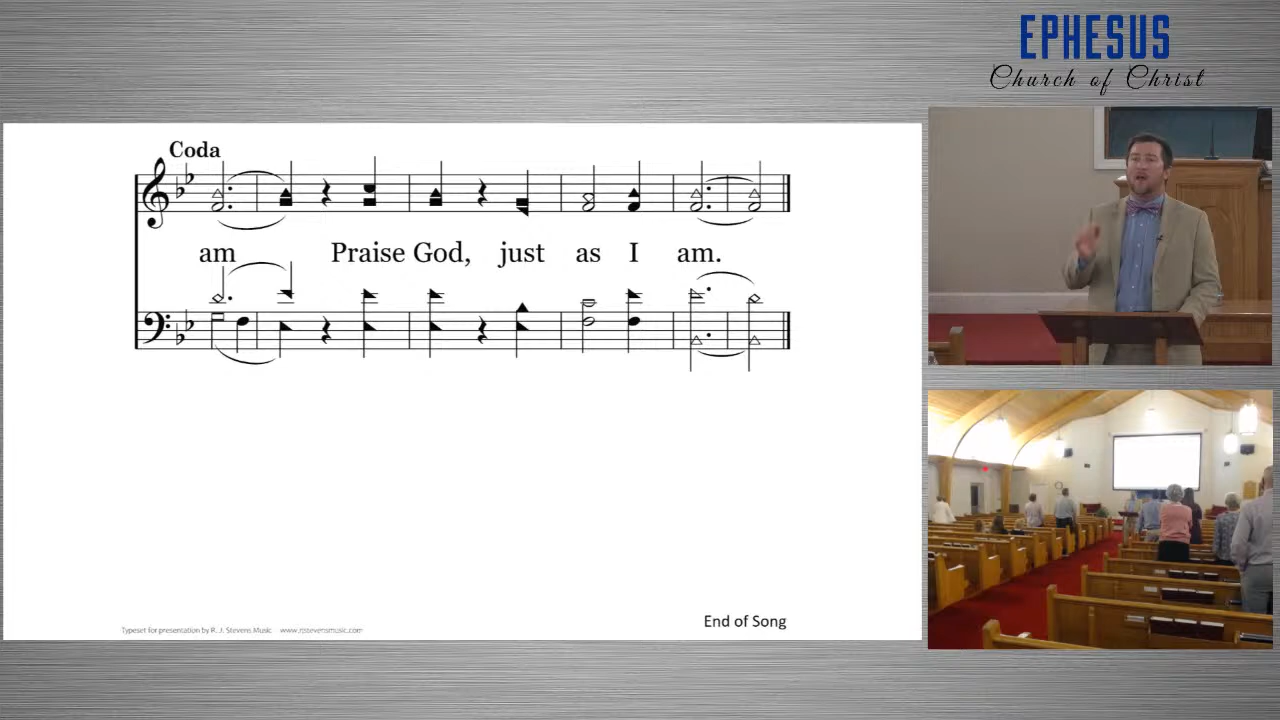 EPHESUS
Church of Christ
Coda
am Praise God, just as I am.
End of Song
Typeset for presentation by R. J. Stevens Music www.rjstevensmusic.com